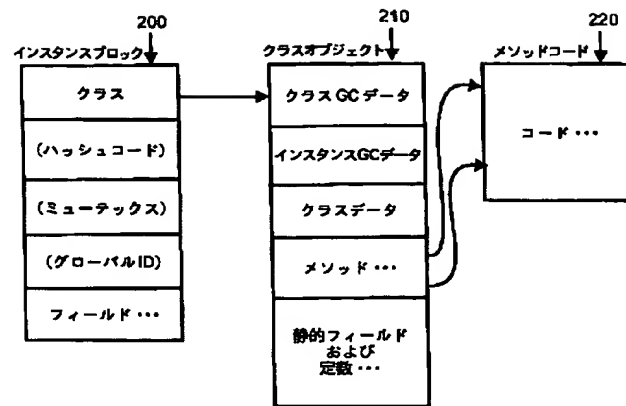 200
インスタンスブロック
クラス
(ハッシュコード)
(ミューテックス)
(グローバルID)
フィールド・・・
210
クラスオブジェクト
クラスGCデータ
インスタンスGCデータ
クラスデータ
メソッド・・・
静的フィールド
および
定数・・・
220
メソッドコード
コード・・・